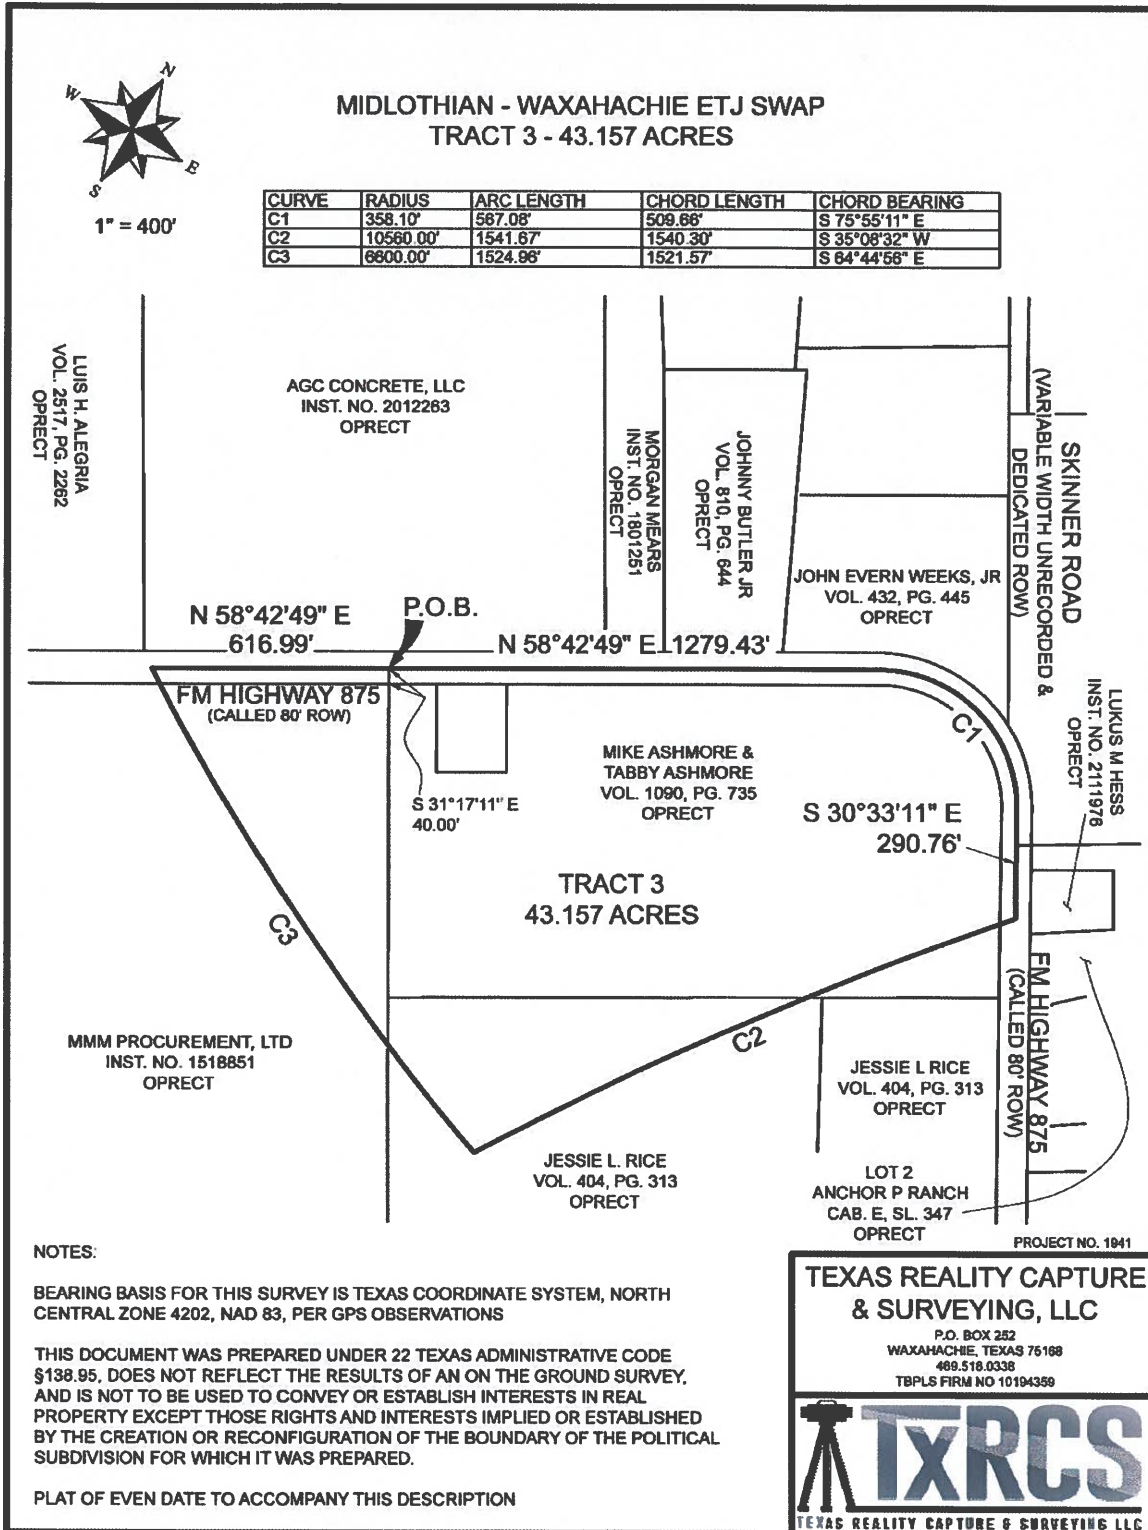 N
W
E
S
1" = 400'
MIDLOTHIAN - WAXAHACHIE ETJ SWAP
TRACT 3 - 43.157 ACRES
CURVE RADIUS ARC LENGTH CHORD LENGTH CHORD BEARING
C1 358.10' 567.08' 509.66' S 75°55'11" E
C2 10560.00' 1541.67' 1540.30' S 35°06'32" W
C3 6600.00' 1524.96' 1521.57' S 64°44'56" E
LUIS H. ALEGRIA
VOL. 2517, PG. 2262
OPRECT
AGC CONCRETE, LLC
INST. NO. 2012263
OPRECT
MORGAN MEARS
INST. NO. 1801251
OPRECT
JOHNNY BUTLER JR
VOL. 810, PG. 644
OPRECT
JOHN EVERN WEEKS, JR
VOL. 432, PG. 445
OPRECT
SKINNER ROAD
(VARIABLE WIDTH UNRECORDED &
DEDICATED ROW)
LUKUS M HESS
INST. NO. 2111976
OPRECT
N 58°42'49" E
616.99'
P.O.B.
N 58°42'49" E 1279.43'
FM HIGHWAY 875
(CALLED 80' ROW)
C1
S 31°17'11" E
40.00'
MIKE ASHMORE &
TABBY ASHMORE
VOL. 1090, PG. 735
OPRECT
S 30°33'11" E
290.76'
TRACT 3
43.157 ACRES
C3
C2
FM HIGHWAY 875
(CALLED 80' ROW)
MMM PROCUREMENT, LTD
INST. NO. 1518851
OPRECT
JESSIE L RICE
VOL. 404, PG. 313
OPRECT
JESSIE L. RICE
VOL. 404, PG. 313
OPRECT
LOT 2
ANCHOR P RANCH
CAB. E, SL. 347
OPRECT
PROJECT NO. 1941
NOTES:
BEARING BASIS FOR THIS SURVEY IS TEXAS COORDINATE SYSTEM, NORTH
CENTRAL ZONE 4202, NAD 83, PER GPS OBSERVATIONS
THIS DOCUMENT WAS PREPARED UNDER 22 TEXAS ADMINISTRATIVE CODE
§138.95, DOES NOT REFLECT THE RESULTS OF AN ON THE GROUND SURVEY,
AND IS NOT TO BE USED TO CONVEY OR ESTABLISH INTERESTS IN REAL
PROPERTY EXCEPT THOSE RIGHTS AND INTERESTS IMPLIED OR ESTABLISHED
BY THE CREATION OR RECONFIGURATION OF THE BOUNDARY OF THE POLITICAL
SUBDIVISION FOR WHICH IT WAS PREPARED.
PLAT OF EVEN DATE TO ACCOMPANY THIS DESCRIPTION
TEXAS REALITY CAPTURE
& SURVEYING, LLC
P.O. BOX 252
WAXAHACHIE, TEXAS 75168
469.518.0338
TBPLS FIRM NO 10194359
TXRCS
TEXAS REALITY CAPTURE & SURVEYING LLC